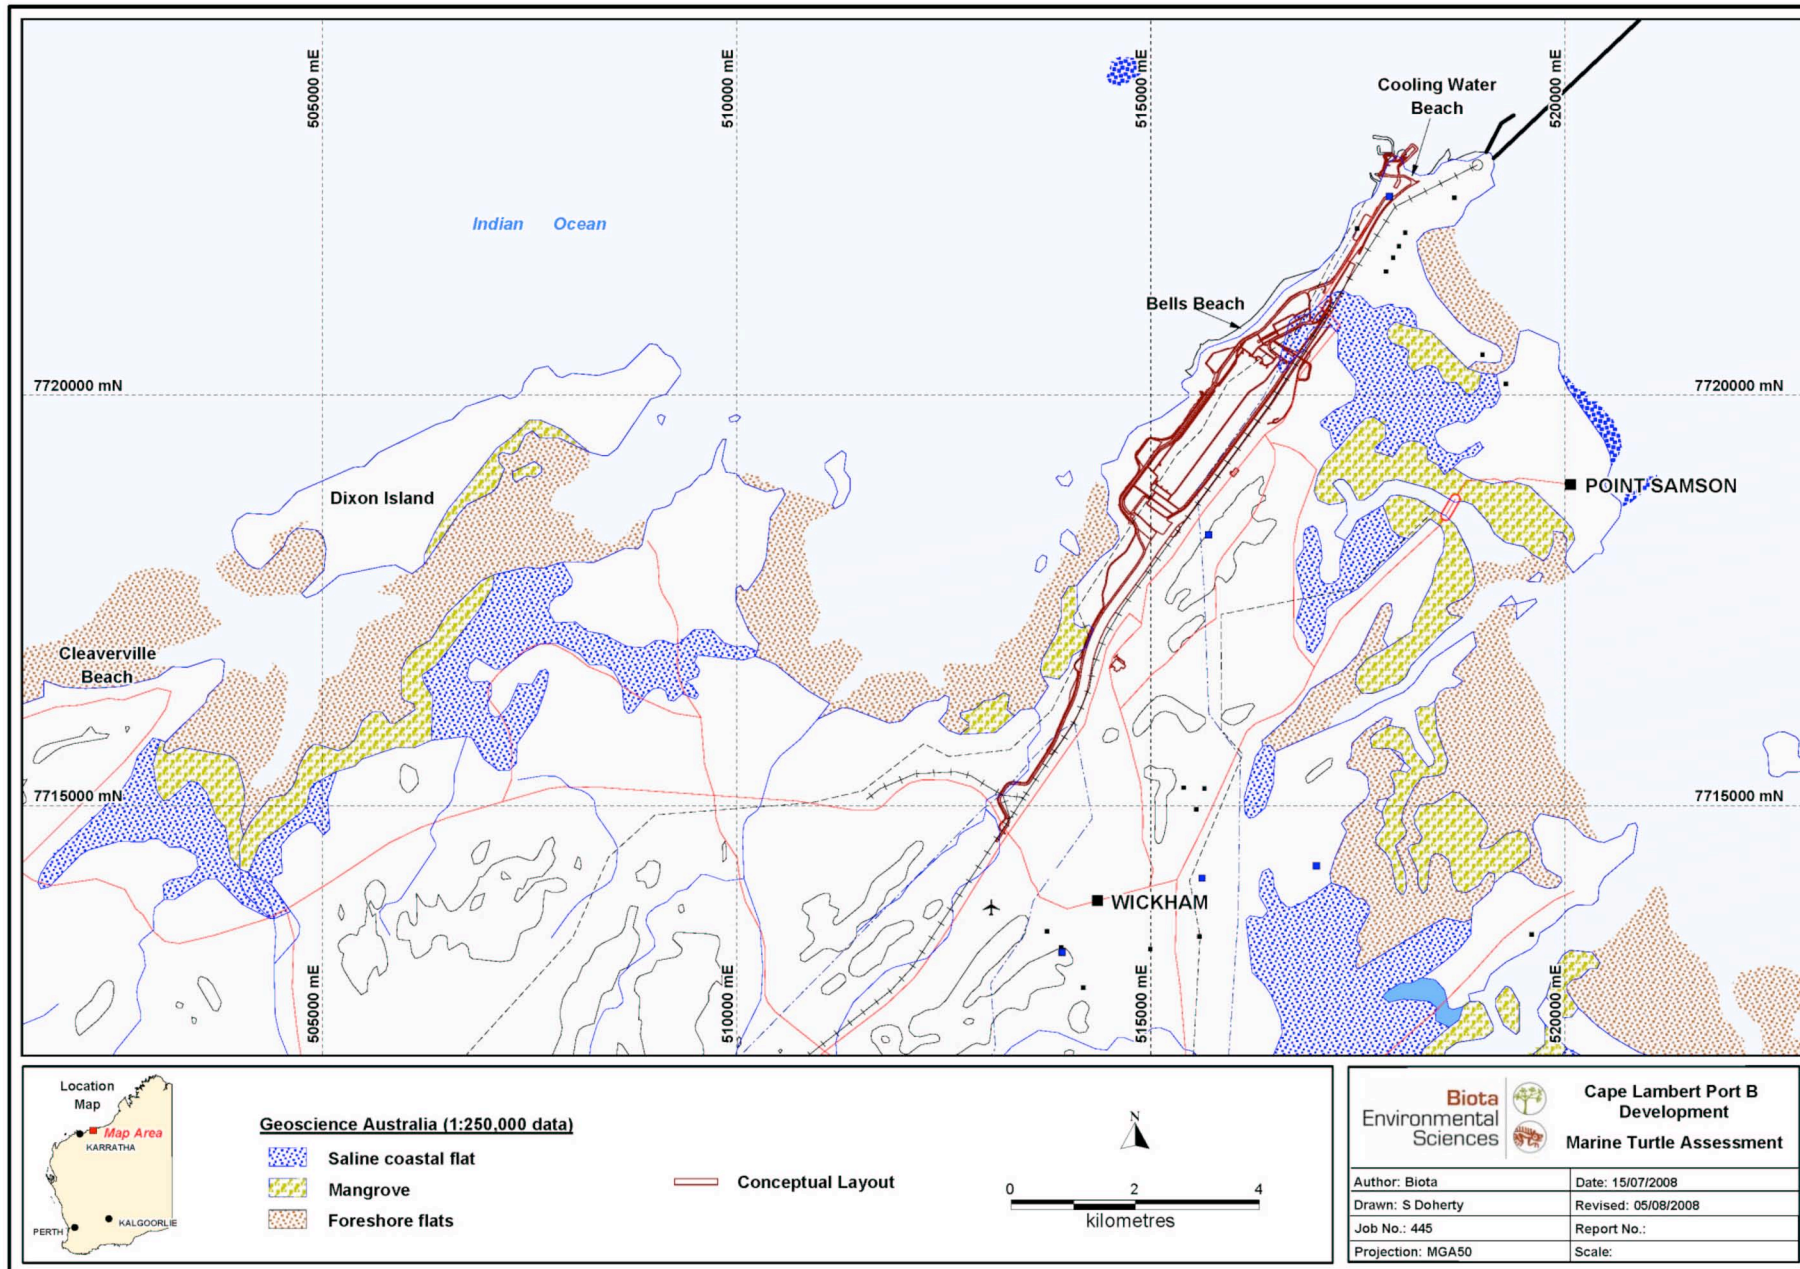 505000 mE
510000 mE
515000 mE
520000 mE
Cooling Water
Beach
Indian Ocean
Bells Beach
7720000 mN
7720000 mN
Dixon Island
POINT SAMSON
Cleaverville
Beach
7715000 mN
7715000 mN
WICKHAM
505000 mE
510000 mE
515000 mE
520000 mE
Location
Map
Map Area
KARRATHA
PERTH
KALGOORLIE
Geoscience Australia (1:250,000 data)
Saline coastal flat
Mangrove
Foreshore flats
Conceptual Layout
N
0 2 4
kilometres
Biota
Environmental
Sciences
Cape Lambert Port B
Development
Marine Turtle Assessment
Author: Biota
Date: 15/07/2008
Drawn: S Doherty
Revised: 05/08/2008
Job No.: 445
Report No.:
Projection: MGA50
Scale: